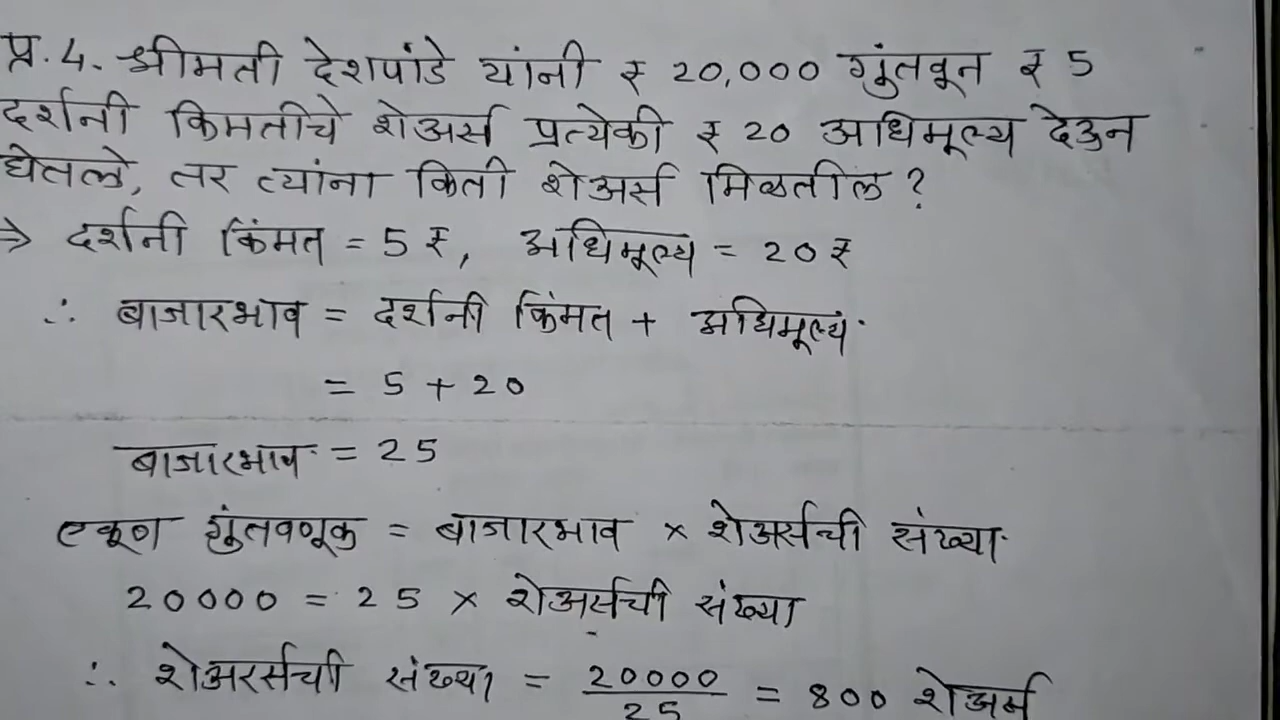 प्र. 4. श्रीमती देशपांडे यांनी ₹ 20,000 गुंतवून ₹ 5
दर्शनी किमतीचे शेअर्स प्रत्येकी ₹ 20 अधिमूल्य देऊन
घेतले, तर त्यांना किती शेअर्स मिळतील ?
⇒ दर्शनी किंमत = 5 ₹, अधिमूल्य = 20 ₹
∴ बाजारभाव = दर्शनी किंमत + अधिमूल्य
= 5 + 20
बाजारभाव = 25
एकूण गुंतवणूक = बाजारभाव × शेअर्सची संख्या
20000 = 25 × शेअर्सची संख्या
∴ शेअरर्सची संख्या = 20000/25 = 800 शेअर्स